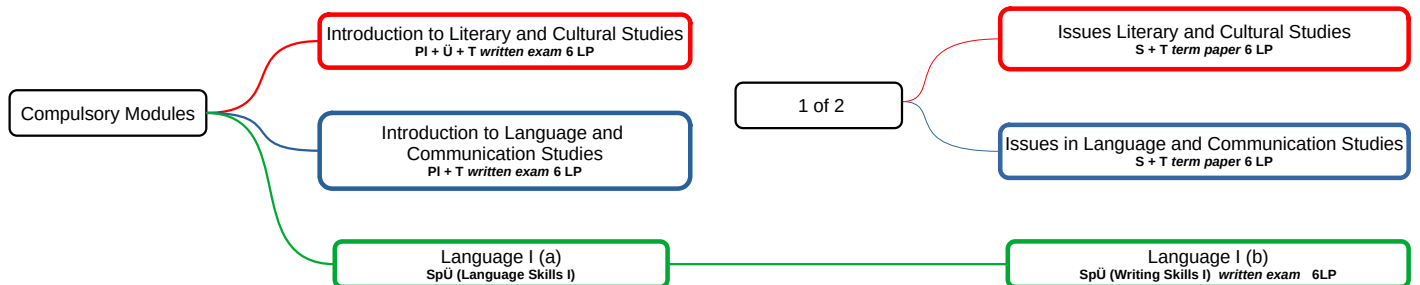 Compulsory Modules
Introduction to Literary and Cultural Studies
Pl + Ü + T written exam 6 LP
Introduction to Language and
Communication Studies
Pl + T written exam 6 LP
Language I (a)
SpÜ (Language Skills I)
1 of 2
Issues Literary and Cultural Studies
S + T term paper 6 LP
Issues in Language and Communication Studies
S + T term paper 6 LP
Language I (b)
SpÜ (Writing Skills I) written exam 6LP